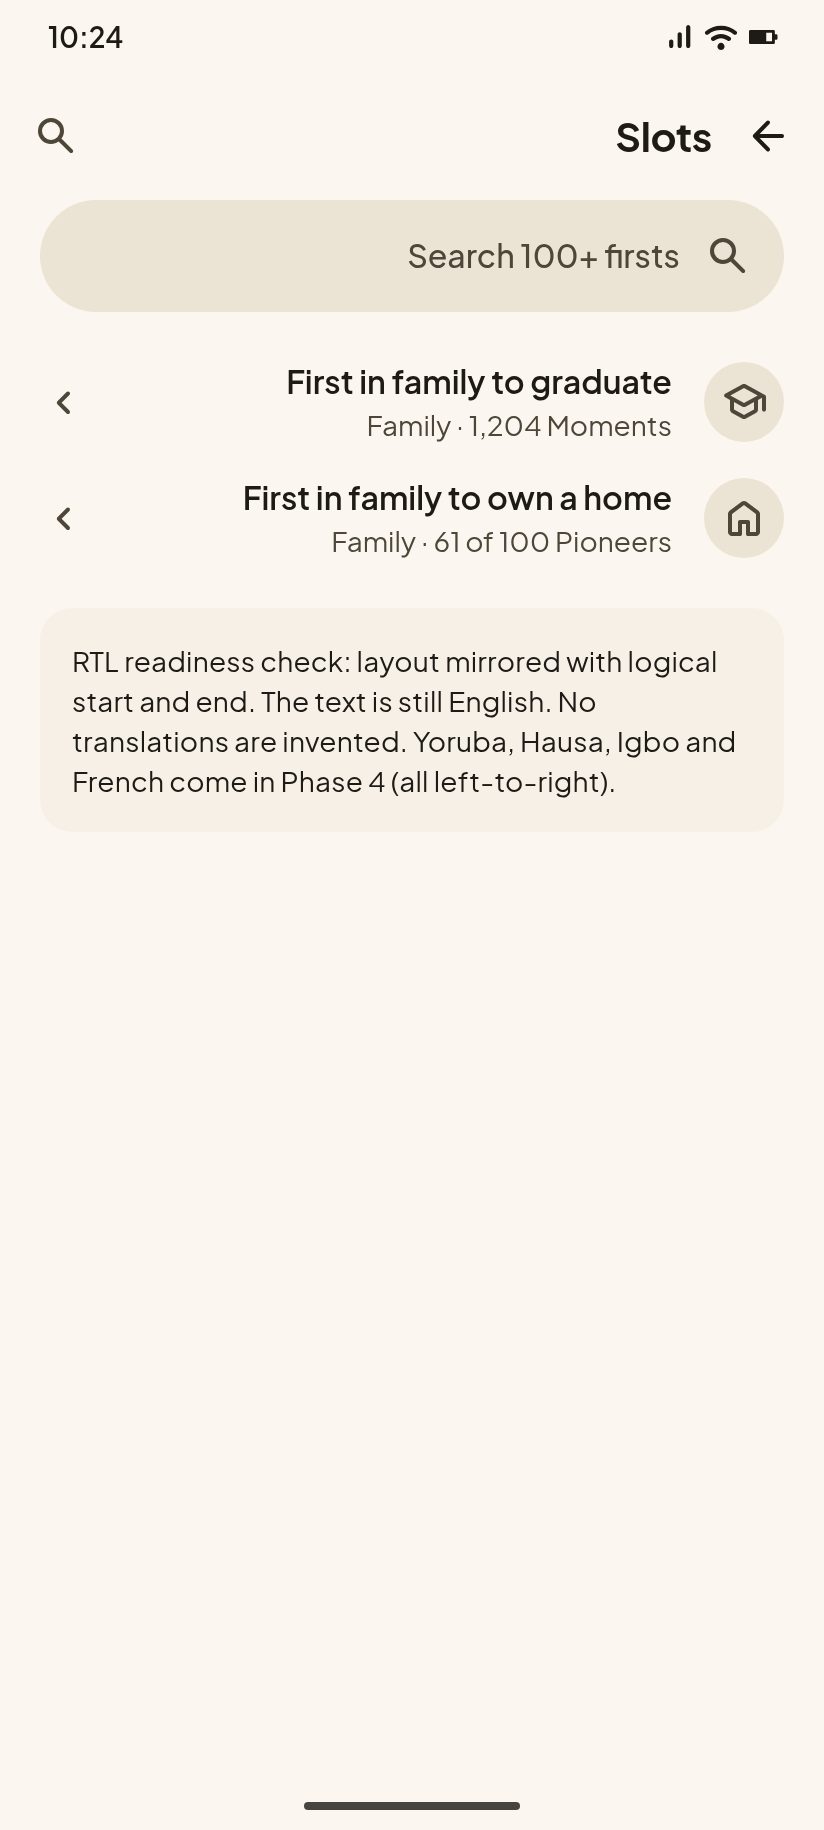 10:24
Slots
Search 100+ firsts
First in family to graduate
Family · 1,204 Moments
First in family to own a home
Family · 61 of 100 Pioneers
RTL readiness check: layout mirrored with logical
start and end. The text is still English. No
translations are invented. Yoruba, Hausa, Igbo and
French come in Phase 4 (all left-to-right).